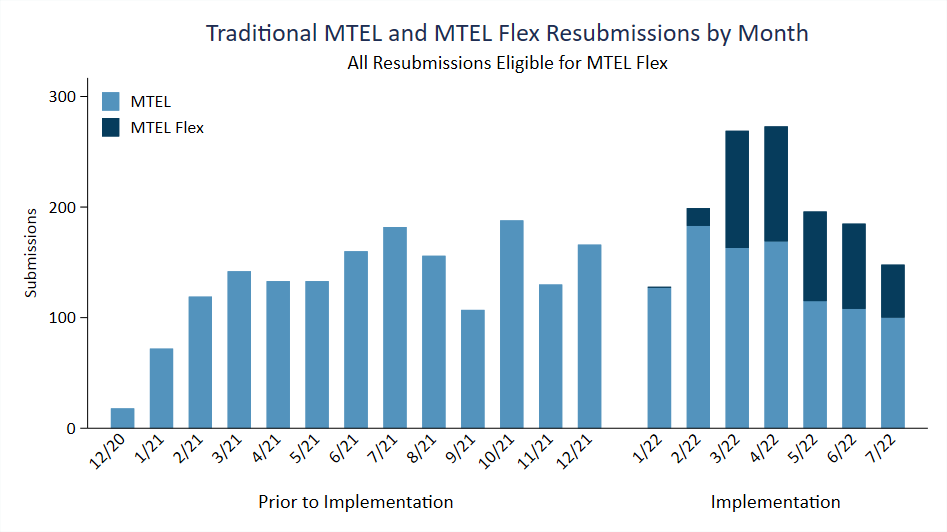 Traditional MTEL and MTEL Flex Resubmissions by Month
All Resubmissions Eligible for MTEL Flex
MTEL
MTEL Flex
Submissions
300
200
100
0
12/20 1/21 2/21 3/21 4/21 5/21 6/21 7/21 8/21 9/21 10/21 11/21 12/21 1/22 2/22 3/22 4/22 5/22 6/22 7/22
Prior to Implementation Implementation